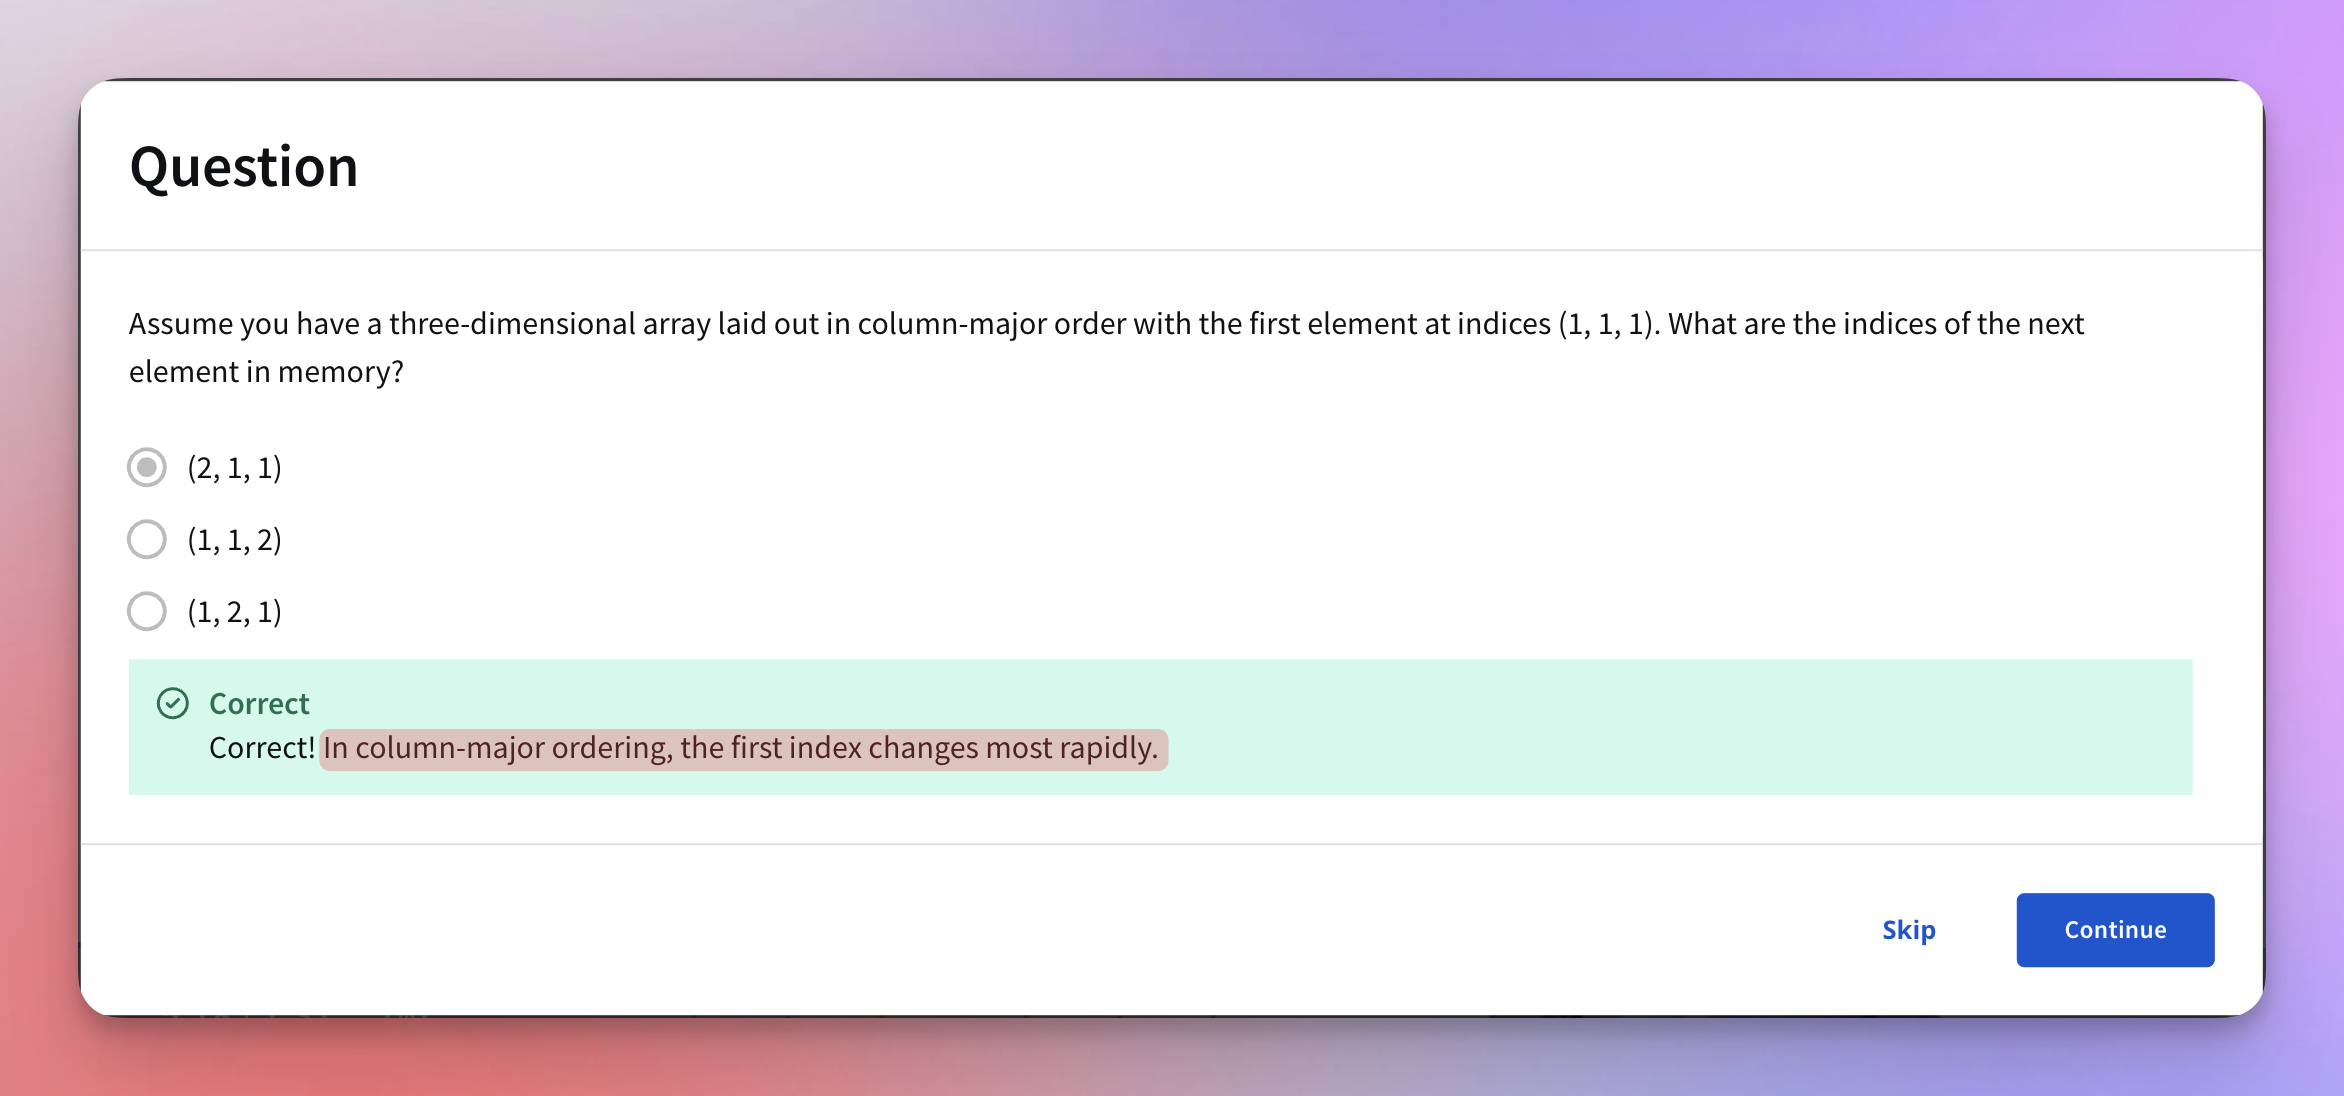 Question
Assume you have a three-dimensional array laid out in column-major order with the first element at indices (1, 1, 1). What are the indices of the next
element in memory?
(2, 1, 1)
(1, 1, 2)
(1, 2, 1)
Correct
Correct! In column-major ordering, the first index changes most rapidly.
Skip
Continue